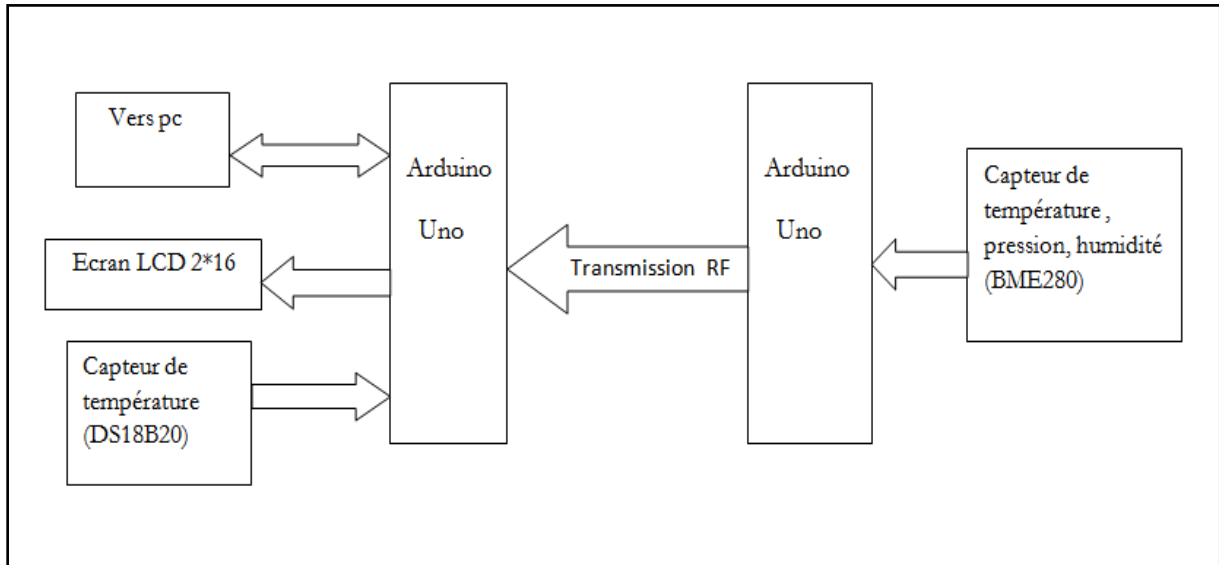 Vers pc
Ecran LCD 2*16
Capteur de
température
(DS18B20)
Arduino
Uno
Transmission RF
Arduino
Uno
Capteur de
température ,
pression, humidité
(BME280)